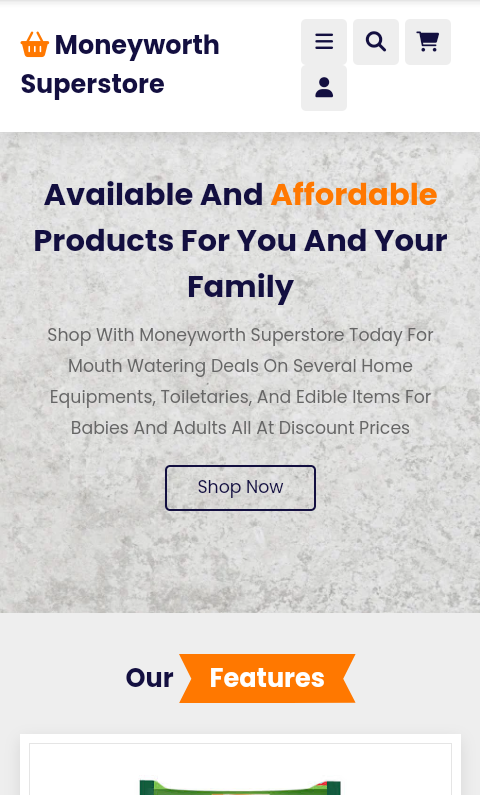 Moneyworth
Superstore
Available And Affordable
Products For You And Your
Family
Shop With Moneyworth Superstore Today For
Mouth Watering Deals On Several Home
Equipments, Toiletaries, And Edible Items For
Babies And Adults All At Discount Prices
Shop Now
Our Features